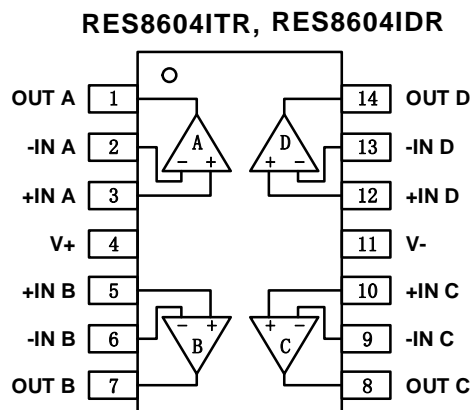 RES8604ITR, RES8604IDR
OUT A 1 14 OUT D
-IN A 2 A D 13 -IN D
- + + -
+IN A 3 12 +IN D
V+ 4 11 V-
+IN B 5 10 +IN C
- + + -
-IN B 6 B C 9 -IN C
OUT B 7 8 OUT C